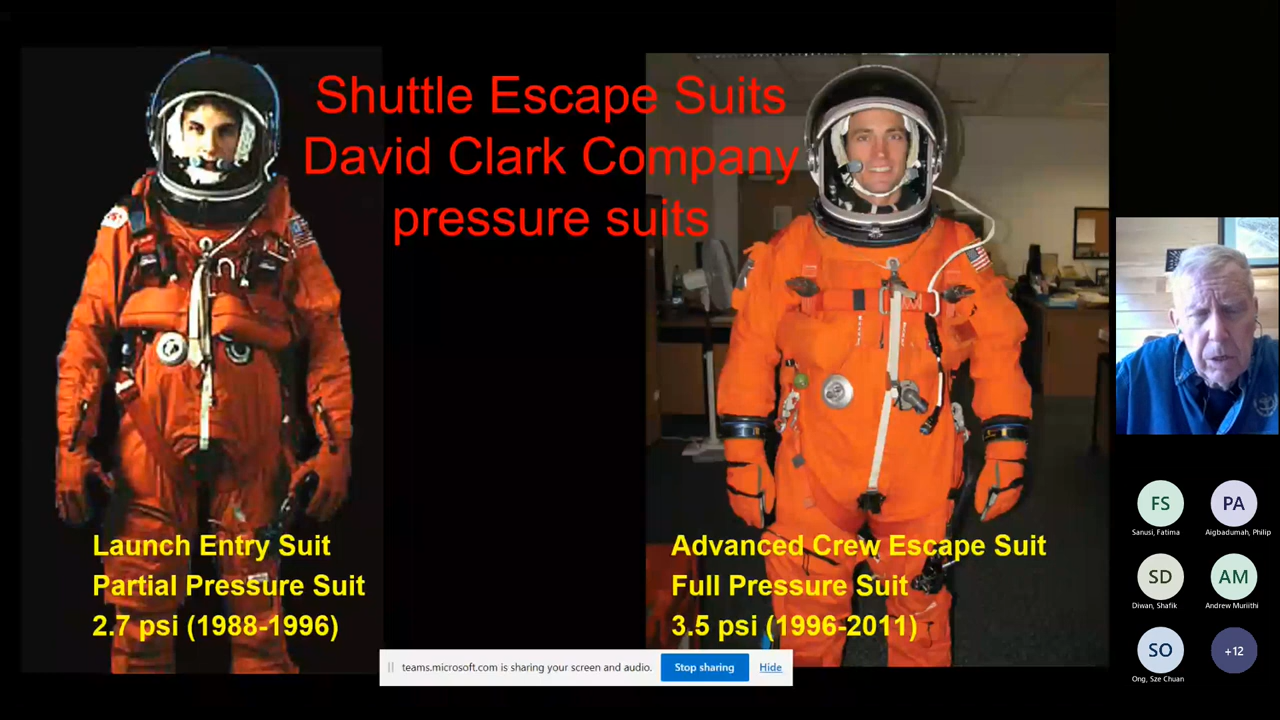 Shuttle Escape Suits
David Clark Company
pressure suits
Launch Entry Suit
Partial Pressure Suit
2.7 psi (1988-1996)
Advanced Crew Escape Suit
Full Pressure Suit
3.5 psi (1996-2011)
teams.microsoft.com is sharing your screen and audio.
Stop sharing
Hide
FS
Sanusi, Fatima
PA
Aigbadumah, Philip
SD
Diwan, Shafik
AM
Andrew Muriithi
SO
Ong, Sze Chuan
+12